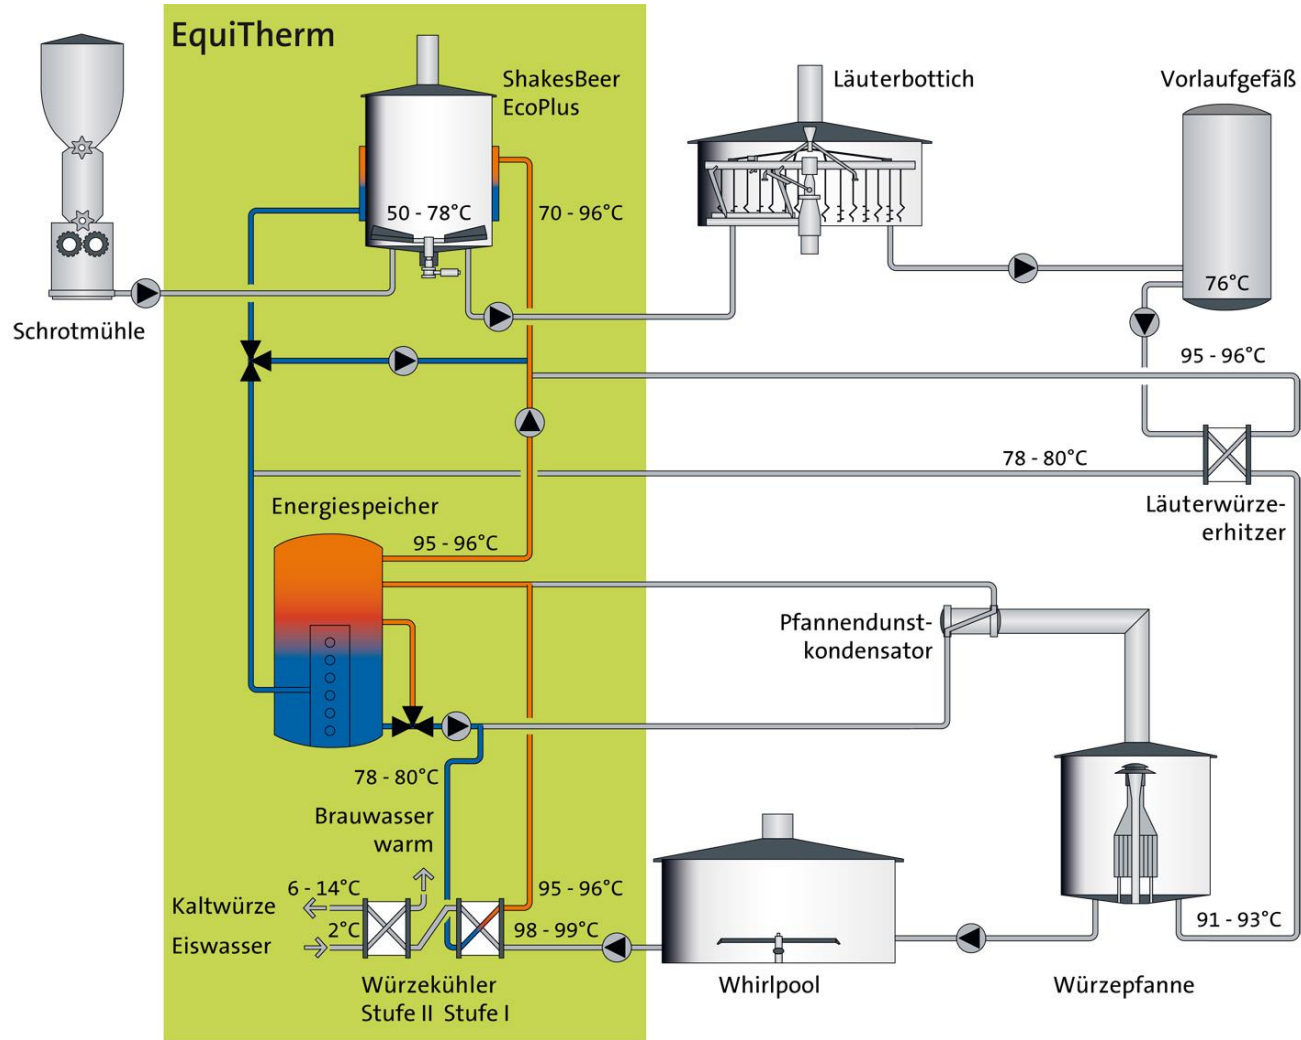 EquiTherm
ShakesBeer
EcoPlus
Läuterbottich
Vorlaufgefäß
50 - 78°C
70 - 96°C
76°C
Schrotmühle
95 - 96°C
78 - 80°C
Läuterwürze-
erhitzer
Energiespeicher
95 - 96°C
Pfannendunst-
kondensator
78 - 80°C
Brauwasser
warm
6 - 14°C
95 - 96°C
Kaltwürze
2°C
98 - 99°C
91 - 93°C
Eiswasser
Würzekühler
Stufe II Stufe I
Whirlpool
Würzepfanne